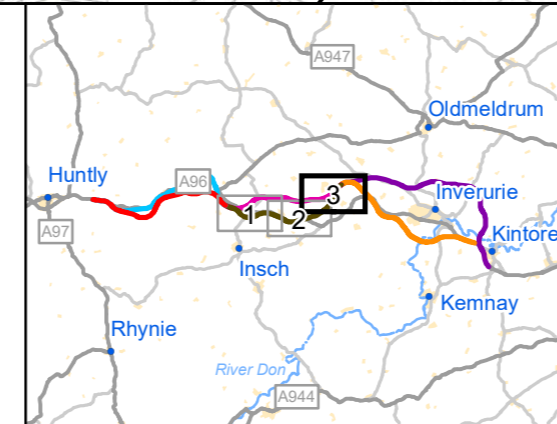 A947
Oldmeldrum
Huntly
A96
3
Inverurie
1
2
A97
Kintore
Insch
Kemnay
Rhynie
River Don
A944